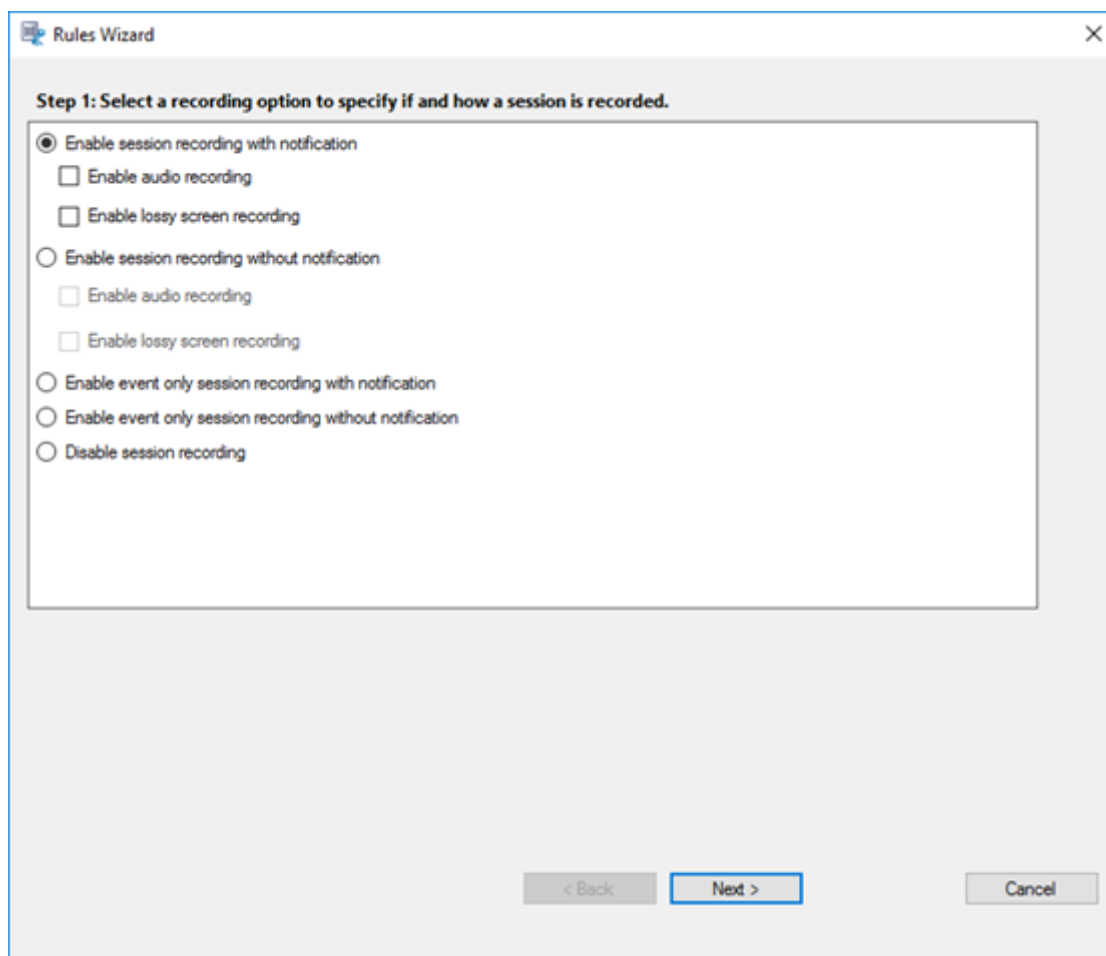 Rules Wizard
Step 1: Select a recording option to specify if and how a session is recorded.
Enable session recording with notification
Enable audio recording
Enable lossy screen recording
Enable session recording without notification
Enable audio recording
Enable lossy screen recording
Enable event only session recording with notification
Enable event only session recording without notification
Disable session recording
< Back Next > Cancel